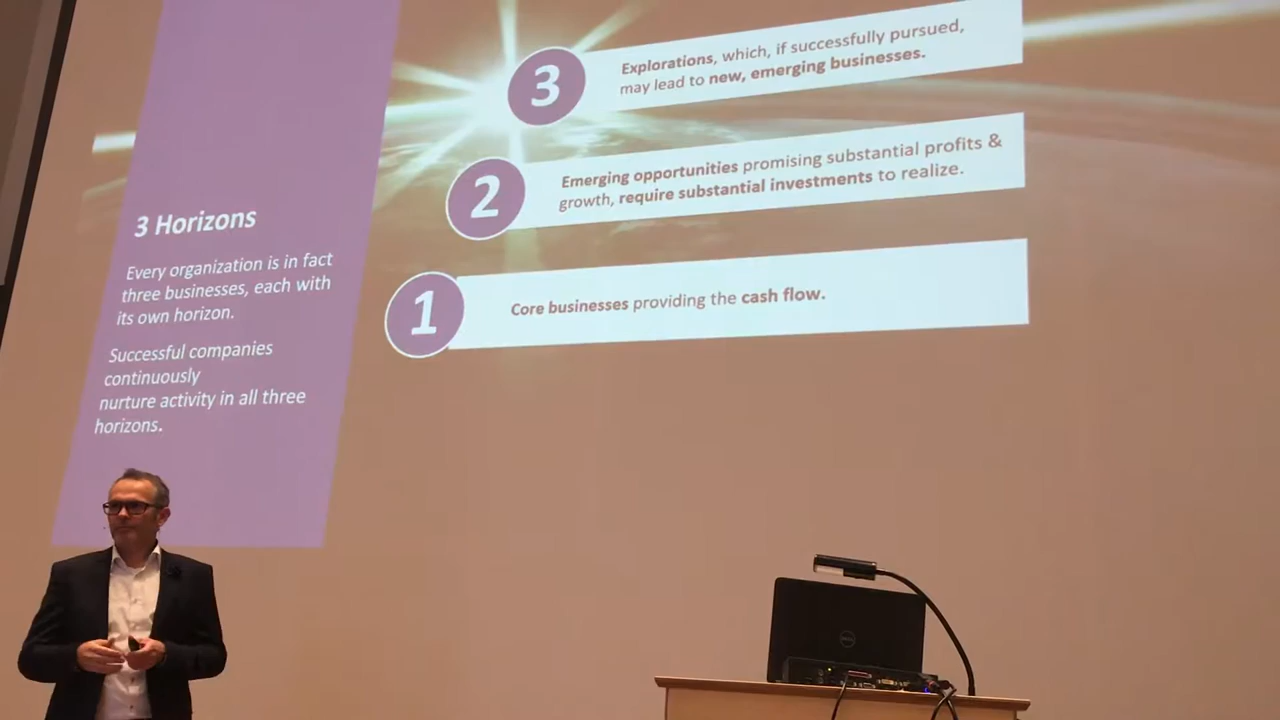 3 Horizons
Every organization is in fact
three businesses, each with
its own horizon.
Successful companies
continuously
nurture activity in all three
horizons.
3
Explorations, which, if successfully pursued,
may lead to new, emerging businesses.
2
Emerging opportunities promising substantial profits &
growth, require substantial investments to realize.
1
Core businesses providing the cash flow.
DELL